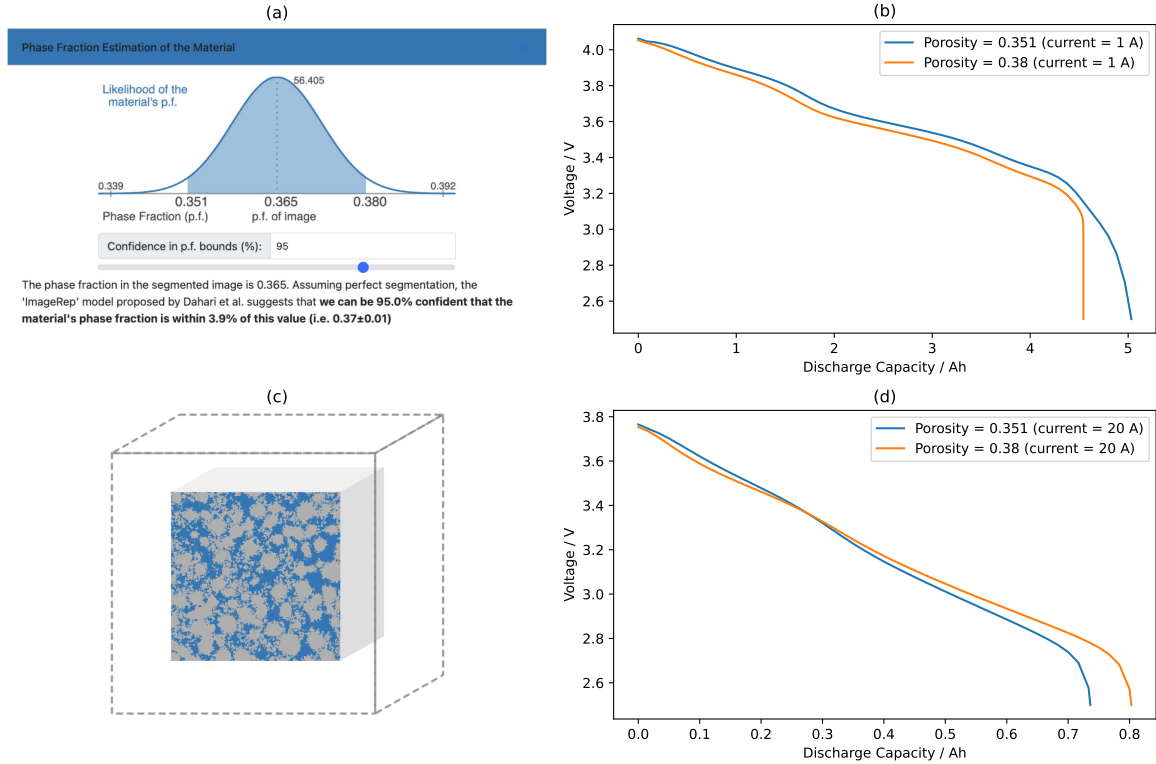 (a)
Phase Fraction Estimation of the Material
Likelihood of the
material's p.f.
56.405
0.339
0.392
0.351
0.365
0.380
Phase Fraction (p.f.)
p.f. of image
Confidence in p.f. bounds (%):
95
The phase fraction in the segmented image is 0.365. Assuming perfect segmentation, the
'ImageRep' model proposed by Dahari et al. suggests that we can be 95.0% confident that the
material's phase fraction is within 3.9% of this value (i.e. 0.37±0.01)
(b)
Porosity = 0.351 (current = 1 A)
Porosity = 0.38 (current = 1 A)
4.0
3.8
3.6
3.4
3.2
3.0
2.8
2.6
Voltage / V
0 1 2 3 4 5
Discharge Capacity / Ah
(c)
(d)
Porosity = 0.351 (current = 20 A)
Porosity = 0.38 (current = 20 A)
3.8
3.6
3.4
3.2
3.0
2.8
2.6
Voltage / V
0.0 0.1 0.2 0.3 0.4 0.5 0.6 0.7 0.8
Discharge Capacity / Ah